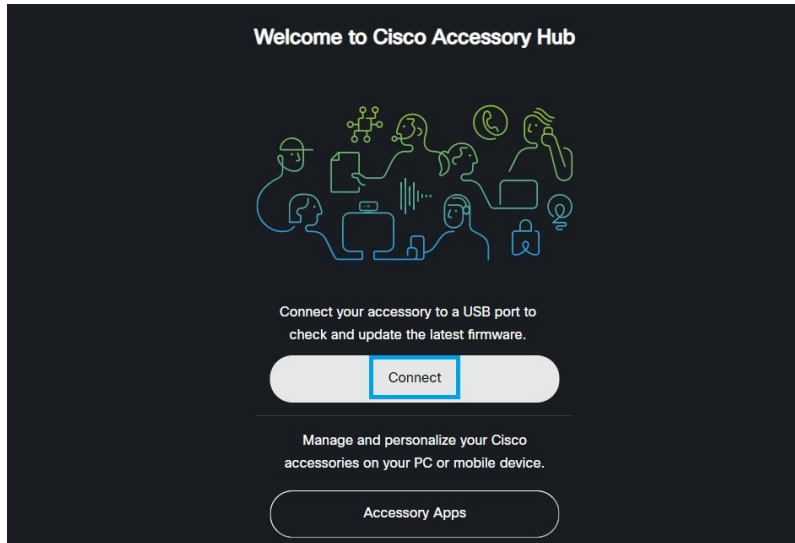 Welcome to Cisco Accessory Hub
Connect your accessory to a USB port to
check and update the latest firmware.
Connect
Manage and personalize your Cisco
accessories on your PC or mobile device.
Accessory Apps